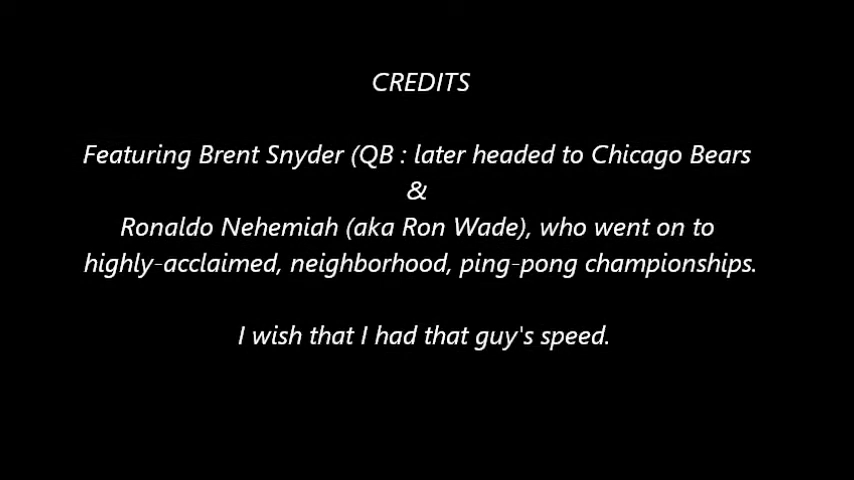 CREDITS
Featuring Brent Snyder (QB : later headed to Chicago Bears
&
Ronaldo Nehemiah (aka Ron Wade), who went on to
highly-acclaimed, neighborhood, ping-pong championships.
I wish that I had that guy's speed.